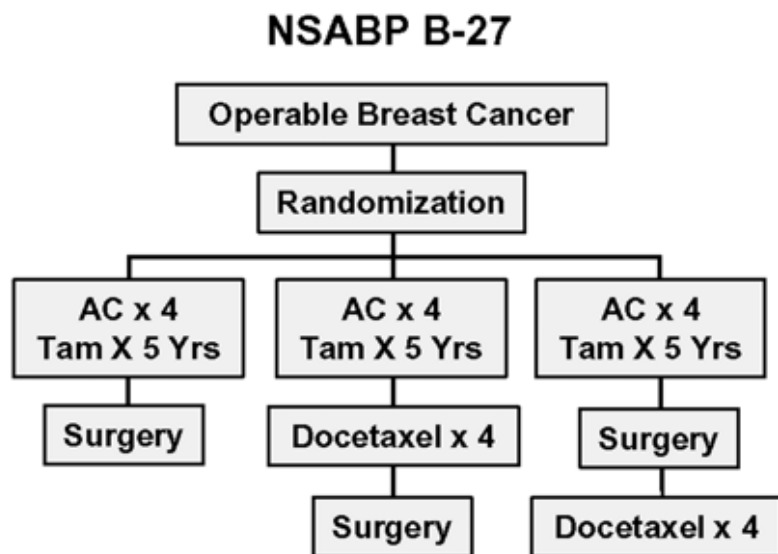 NSABP B-27
Operable Breast Cancer
Randomization
AC x 4
Tam X 5 Yrs
Surgery
AC x 4
Tam X 5 Yrs
Docetaxel x 4
Surgery
AC x 4
Tam X 5 Yrs
Surgery
Docetaxel x 4